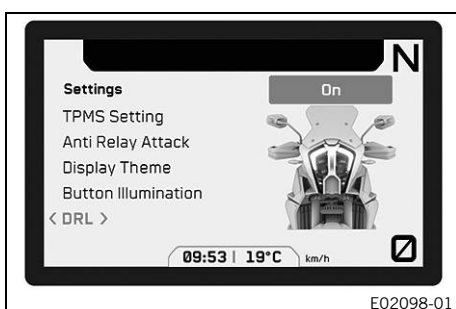 N
Settings
On
TPMS Setting
Anti Relay Attack
Display Theme
Button Illumination
< DRL >
09:53 | 19°C km/h
0
E02098-01